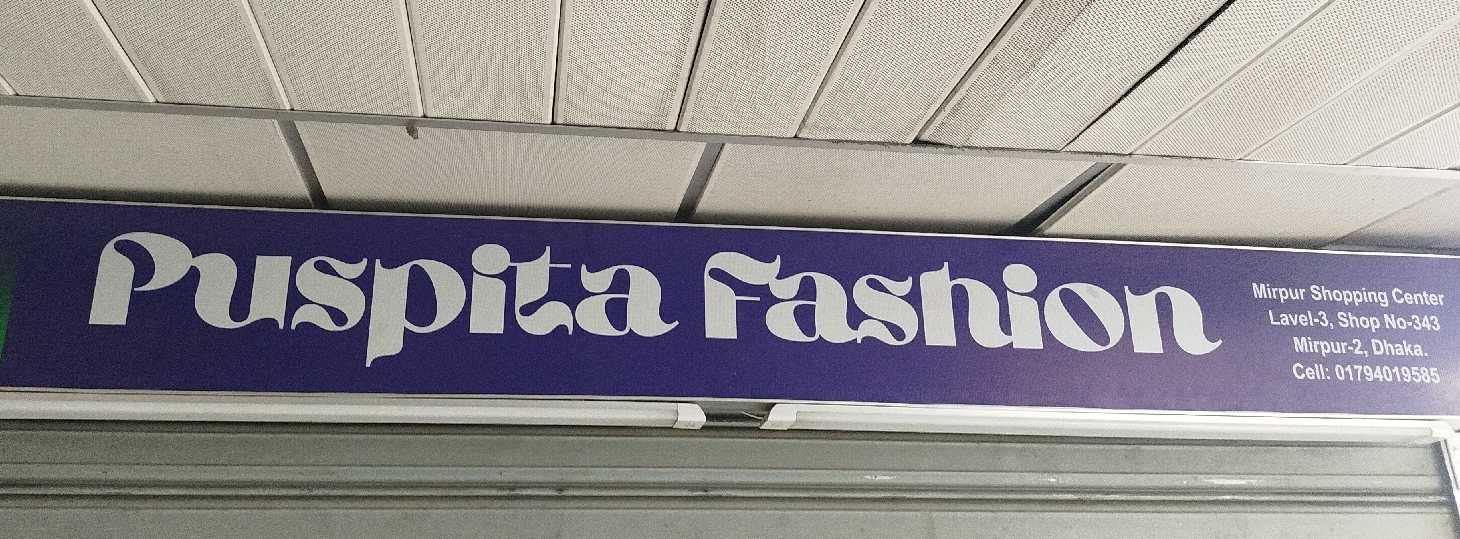 Puspita Fashion
Mirpur Shopping Center
Lavel-3, Shop No-343
Mirpur-2, Dhaka.
Cell: 01794019585